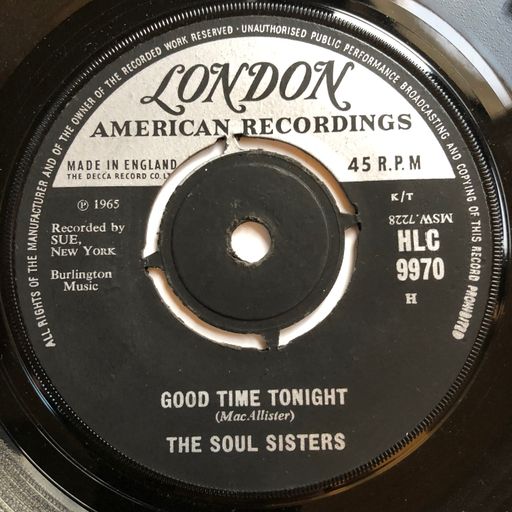 ALL RIGHTS OF THE MANUFACTURER AND OF THE OWNER OF THE RECORDED WORK RESERVED · UNAUTHORISED PUBLIC PERFORMANCE BROADCASTING AND COPYING OF THIS RECORD PROHIBITED
LONDON
AMERICAN RECORDINGS
MADE IN ENGLAND
THE DECCA RECORD CO. LT
45 R.P.M
℗ 1965
K/T
MSW.7228
Recorded by
SUE,
NEW YORK
HLC
9970
Burlington
Music
H
GOOD TIME TONIGHT
(MacAllister)
THE SOUL SISTERS